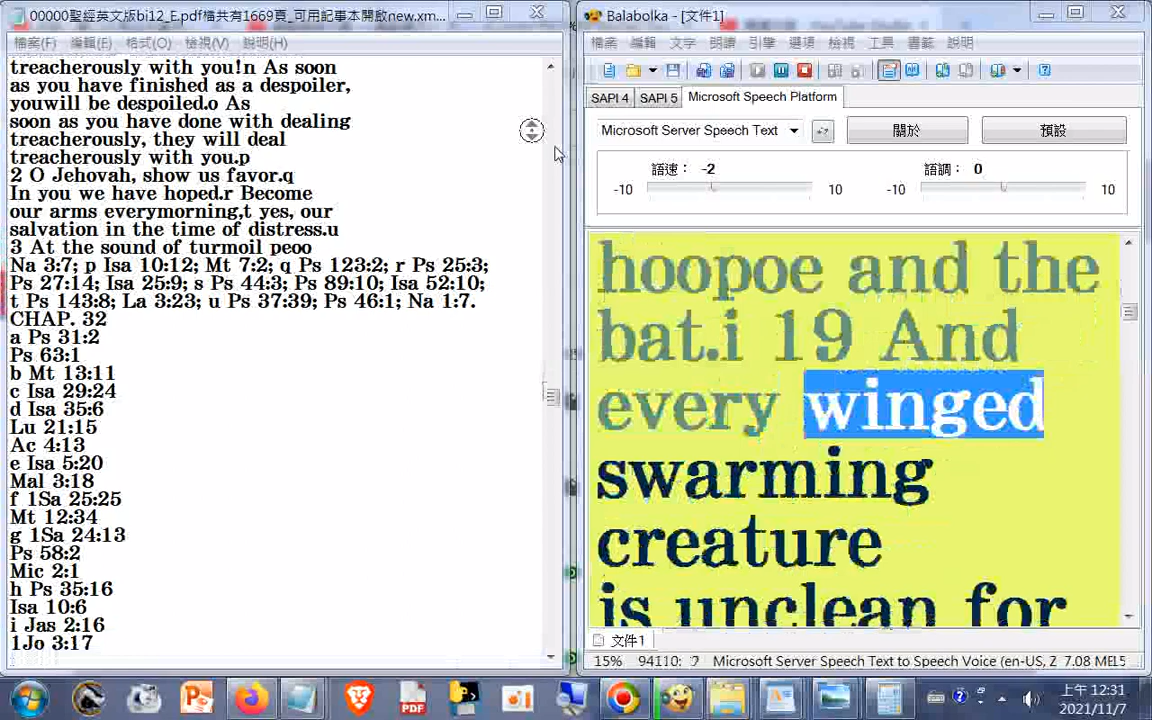 00000聖經英文版bi12_E.pdf檔共有1669頁_可用記事本開啟new.xm...
檔案(F) 編輯(E) 格式(O) 檢視(V) 說明(H)
treacherously with you!n As soon
as you have finished as a despoiler,
youwill be despoiled.o As
soon as you have done with dealing
treacherously, they will deal
treacherously with you.p
2 O Jehovah, show us favor.q
In you we have hoped.r Become
our arms everymorning,t yes, our
salvation in the time of distress.u
3 At the sound of turmoil peoo
Na 3:7; p Isa 10:12; Mt 7:2; q Ps 123:2; r Ps 25:3;
Ps 27:14; Isa 25:9; s Ps 44:3; Ps 89:10; Isa 52:10;
t Ps 143:8; La 3:23; u Ps 37:39; Ps 46:1; Na 1:7.
CHAP. 32
a Ps 31:2
Ps 63:1
b Mt 13:11
c Isa 29:24
d Isa 35:6
Lu 21:15
Ac 4:13
e Isa 5:20
Mal 3:18
f 1Sa 25:25
Mt 12:34
g 1Sa 24:13
Ps 58:2
Mic 2:1
h Ps 35:16
Isa 10:6
i Jas 2:16
1Jo 3:17
Balabolka - [文件1]
檔案 編輯 文字 朗讀 引擎 選項 檢視 工具 書籤 說明
SAPI 4 SAPI 5 Microsoft Speech Platform
Microsoft Server Speech Text 關於 預設
語速: -2 語調: 0
-10 10 -10 10
hoopoe and the
bat.i 19 And
every winged
swarming
creature
is unclean for
文件1
15% 94110: Microsoft Server Speech Text to Speech Voice (en-US, 7.08
PDF
上午 12:31
2021/11/7